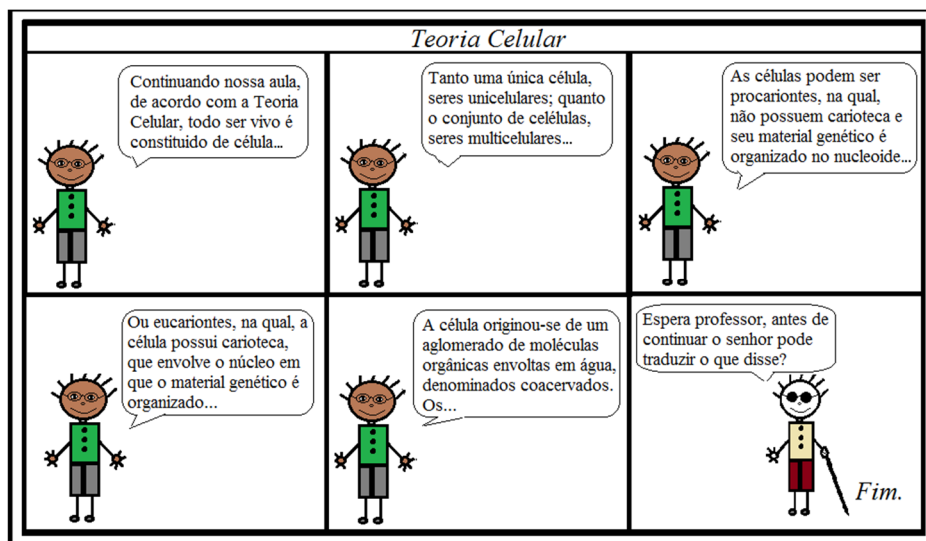 Teoria Celular
Continuando nossa aula,
de acordo com a Teoria
Celular, todo ser vivo é
constituido de célula...
Tanto uma única célula,
seres unicelulares; quanto
o conjunto de celélulas,
seres multicelulares...
As células podem ser
procariontes, na qual,
não possuem carioteca e
seu material genético é
organizado no nucleoide...
Ou eucariontes, na qual, a
célula possui carioteca,
que envolve o núcleo em
que o material genético é
organizado...
A célula originou-se de um
aglomerado de moléculas
orgânicas envoltas em água,
denominados coacervados.
Os...
Espera professor, antes de
continuar o senhor pode
traduzir o que disse?
Fim.